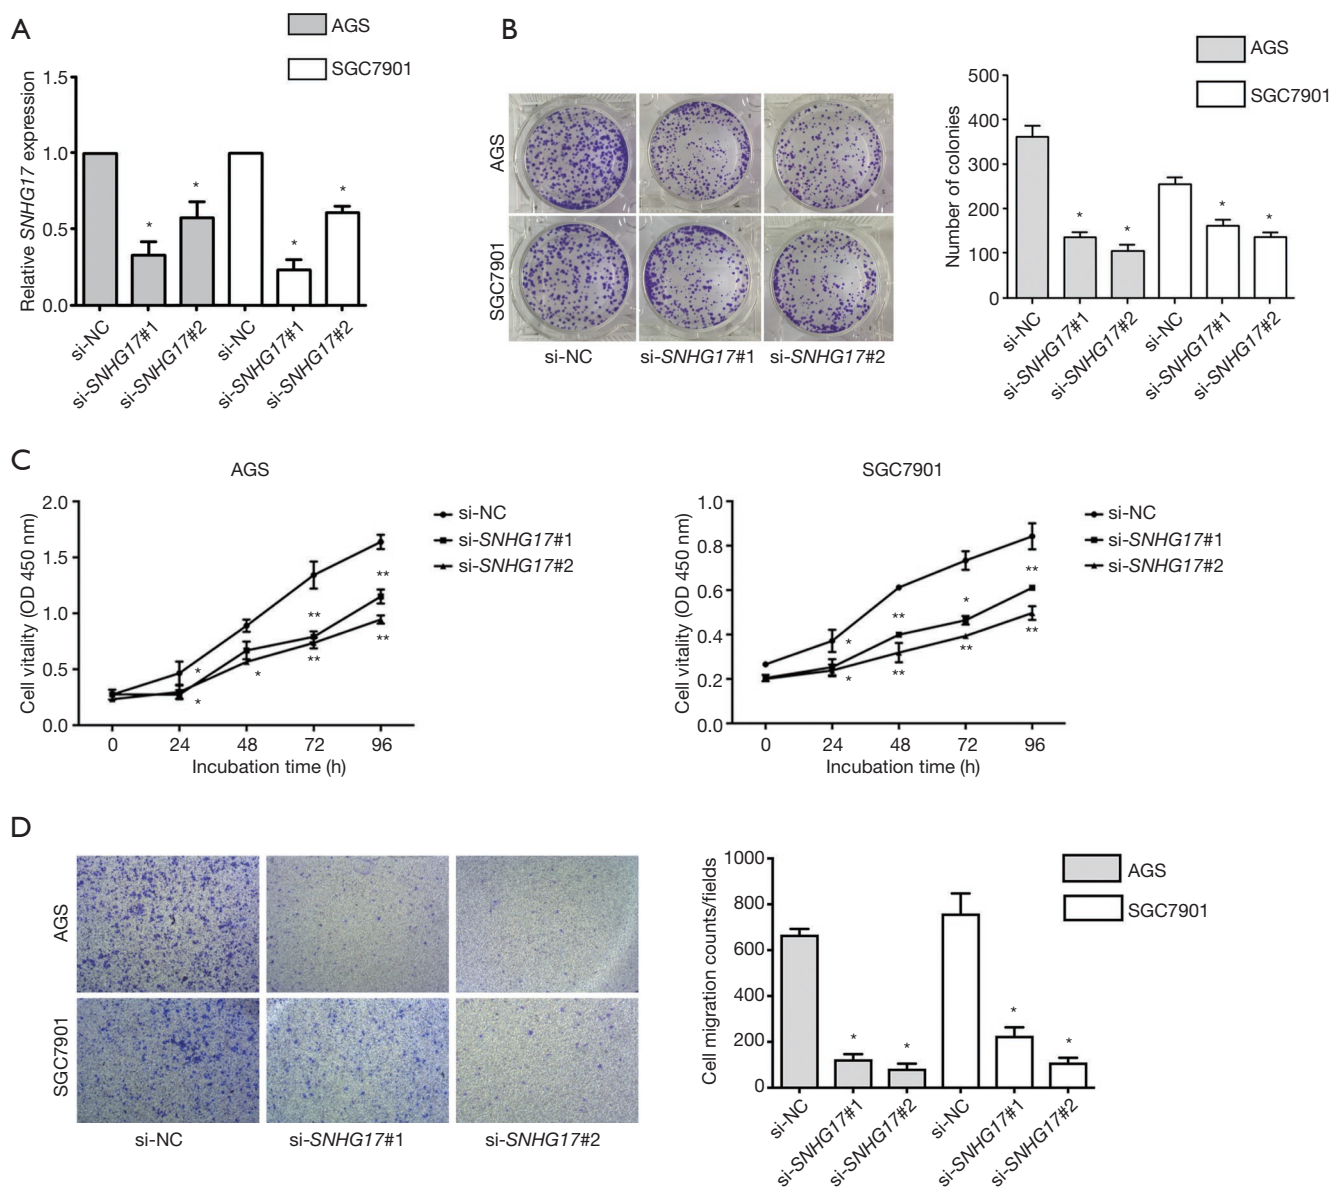 A
AGS
SGC7901
Relative SNHG17 expression
1.5
1.0
0.5
0.0
*
*
*
*
si-NC
si-SNHG17#1
si-SNHG17#2
si-NC
si-SNHG17#1
si-SNHG17#2
B
AGS
SGC7901
si-NC
si-SNHG17#1
si-SNHG17#2
AGS
SGC7901
Number of colonies
500
400
300
200
100
0
*
*
*
*
si-NC
si-SNHG17#1
si-SNHG17#2
si-NC
si-SNHG17#1
si-SNHG17#2
C
AGS
Cell vitality (OD 450 nm)
2.0
1.5
1.0
0.5
0.0
si-NC
si-SNHG17#1
si-SNHG17#2
*
*
*
**
**
**
**
0 24 48 72 96
Incubation time (h)
SGC7901
Cell vitality (OD 450 nm)
1.0
0.8
0.6
0.4
0.2
0.0
si-NC
si-SNHG17#1
si-SNHG17#2
*
*
**
**
*
**
**
**
0 24 48 72 96
Incubation time (h)
D
AGS
SGC7901
si-NC
si-SNHG17#1
si-SNHG17#2
Cell migration counts/fields
1000
800
600
400
200
0
AGS
SGC7901
*
*
*
*
si-NC
si-SNHG17#1
si-SNHG17#2
si-NC
si-SNHG17#1
si-SNHG17#2